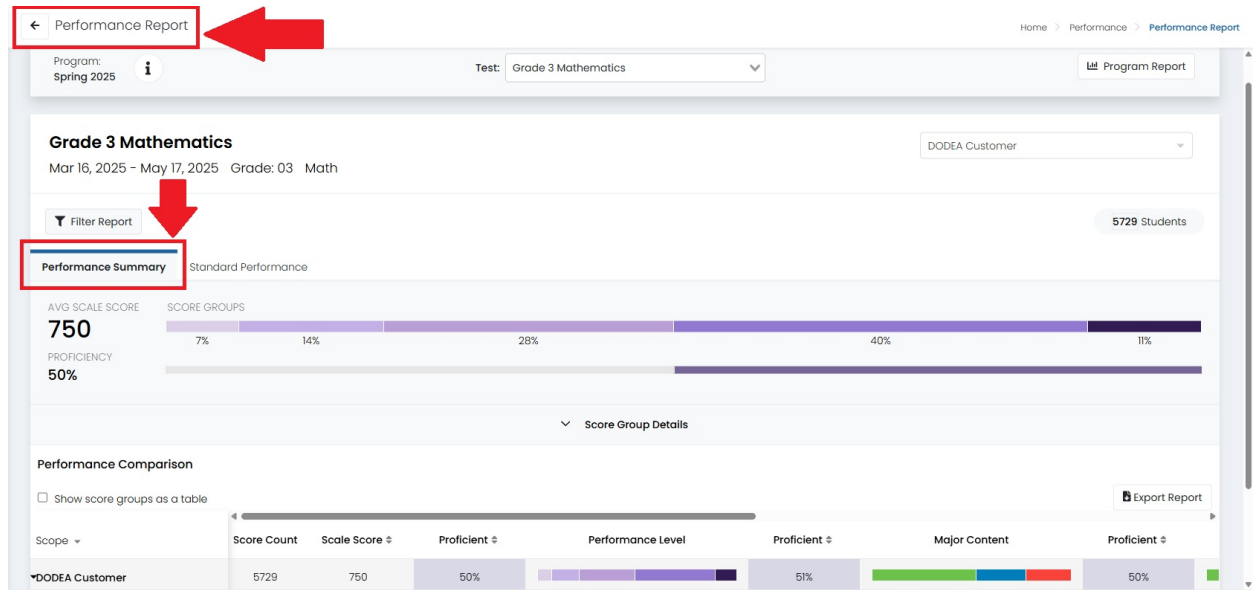 Performance Report
Home > Performance > Performance Report
Program:
Spring 2025
i
Test: Grade 3 Mathematics
Program Report
Grade 3 Mathematics
DODEA Customer
Mar 16, 2025 - May 17, 2025 Grade: 03 Math
Filter Report
5729 Students
Performance Summary
Standard Performance
AVG SCALE SCORE
SCORE GROUPS
750
7% 14% 28% 40% 11%
PROFICIENCY
50%
Score Group Details
Performance Comparison
Show score groups as a table
Export Report
Scope Score Count Scale Score Proficient Performance Level Proficient Major Content Proficient
DODEA Customer 5729 750 50% 51% 50%